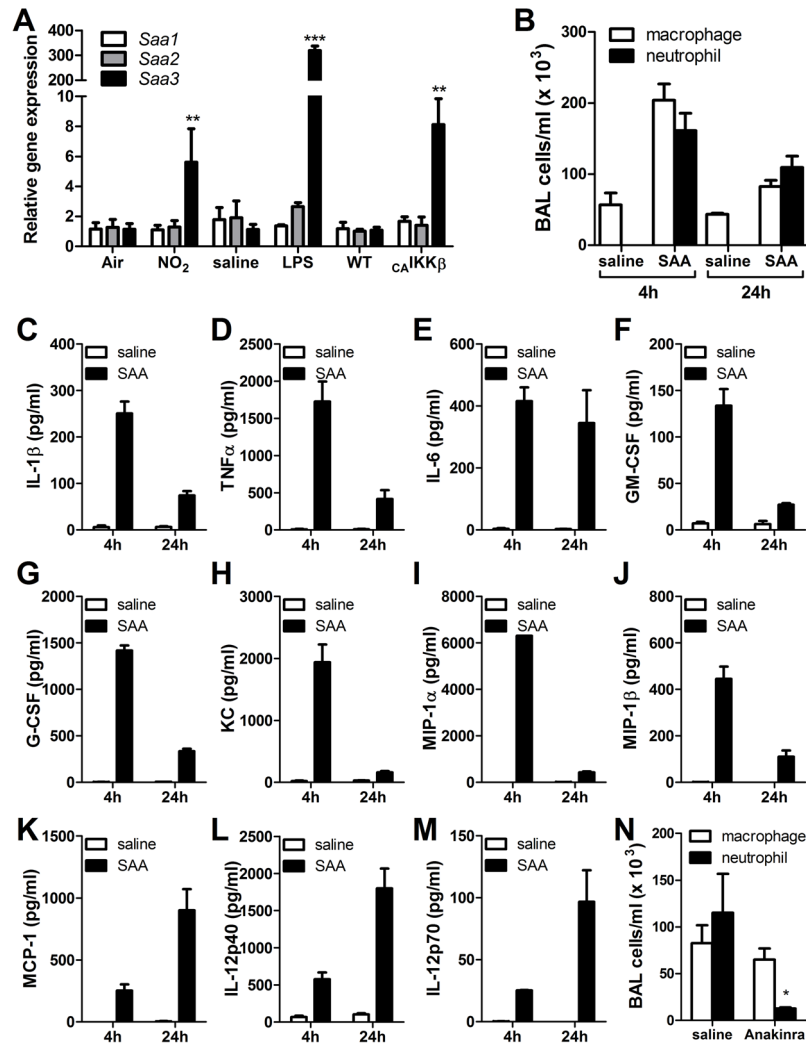 A
Relative gene expression
400
300
200
100
10
8
6
4
2
0
Saa1
Saa2
Saa3
**
***
**
Air NO₂ saline LPS WT CAIKKβ
B
BAL cells/ml (x 10³)
300
200
100
0
macrophage
neutrophil
saline SAA saline SAA
4h 24h
C
IL-1β (pg/ml)
400
300
200
100
0
saline
SAA
4h 24h
D
TNFα (pg/ml)
2500
2000
1500
1000
500
0
saline
SAA
4h 24h
E
IL-6 (pg/ml)
600
400
200
0
saline
SAA
4h 24h
F
GM-CSF (pg/ml)
200
150
100
50
0
saline
SAA
4h 24h
G
G-CSF (pg/ml)
2000
1500
1000
500
0
saline
SAA
4h 24h
H
KC (pg/ml)
3000
2000
1000
0
saline
SAA
4h 24h
I
MIP-1α (pg/ml)
8000
6000
4000
2000
0
saline
SAA
4h 24h
J
MIP-1β (pg/ml)
800
600
400
200
0
saline
SAA
4h 24h
K
MCP-1 (pg/ml)
1500
1000
500
0
saline
SAA
4h 24h
L
IL-12p40 (pg/ml)
2500
2000
1500
1000
500
0
saline
SAA
4h 24h
M
IL-12p70 (pg/ml)
150
100
50
0
saline
SAA
4h 24h
N
BAL cells/ml (x 10³)
200
150
100
50
0
macrophage
neutrophil
*
saline Anakinra